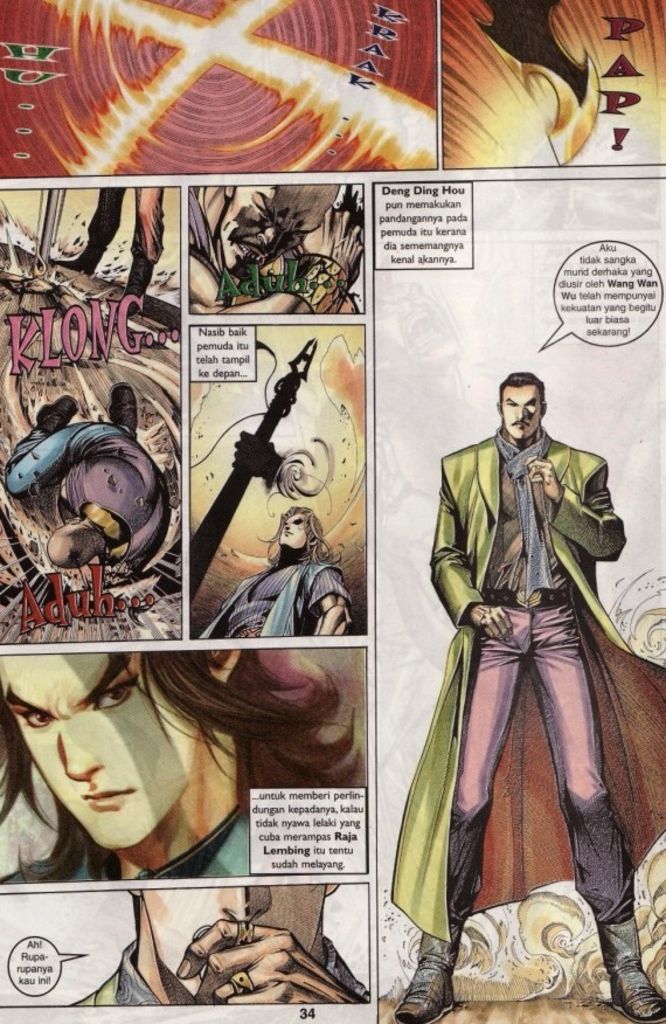 HU...
KRAAK...
PAP!
KLONG...
Aduh...
Aduh...
Nasib baik
pemuda itu
telah tampil
ke depan...
...untuk memberi perlin-
dungan kepadanya, kalau
tidak nyawa lelaki yang
cuba merampas Raja
Lembing itu tentu
sudah melayang.
Ah!
Rupa-
rupanya
kau ini!
Deng Ding Hou
pun memakukan
pandangannya pada
pemuda itu kerana
dia sememangnya
kenal akannya.
Aku
tidak sangka
murid derhaka yang
diusir oleh Wang Wan
Wu telah mempunyai
kekuatan yang begitu
luar biasa
sekarang!
34